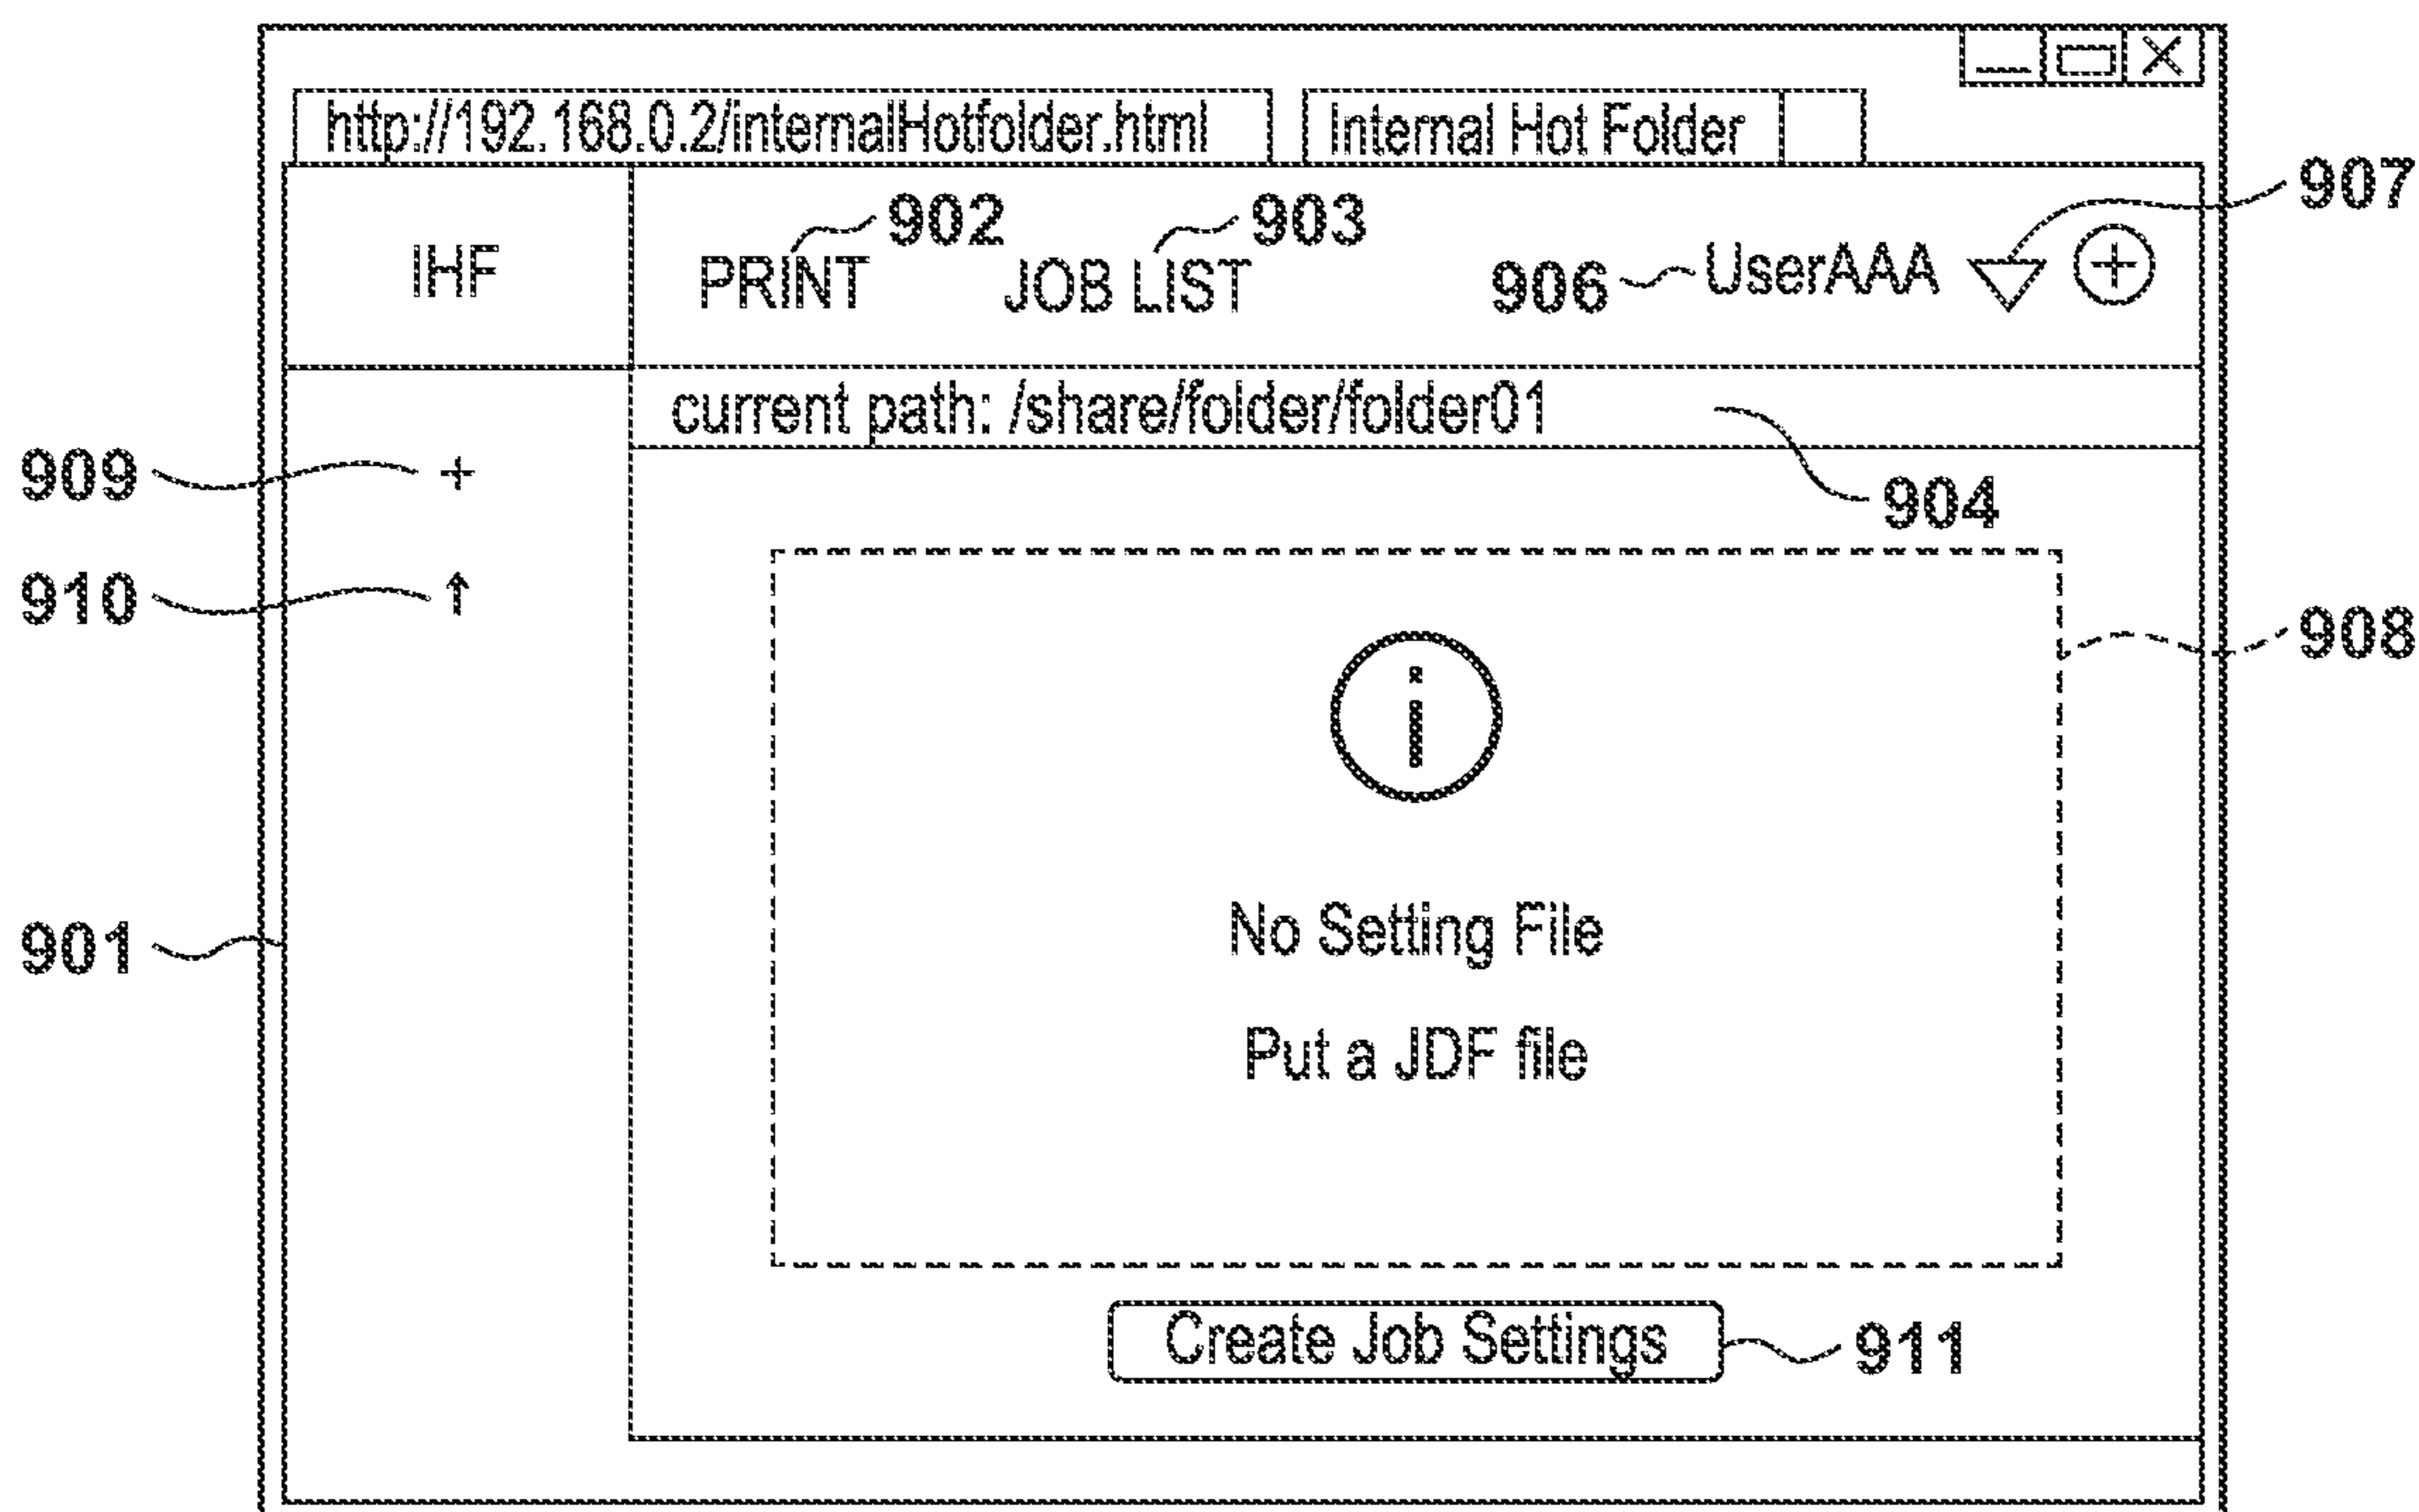 http://192.168.0.2/internalHotfolder.html Internal Hot Folder
907
902 903
IHF PRINT JOB LIST 906 UserAAA
current path: /share/folder/folder01
909 +
904
910 ↑
908
i
No Setting File
901
Put a JDF file
Create Job Settings 911